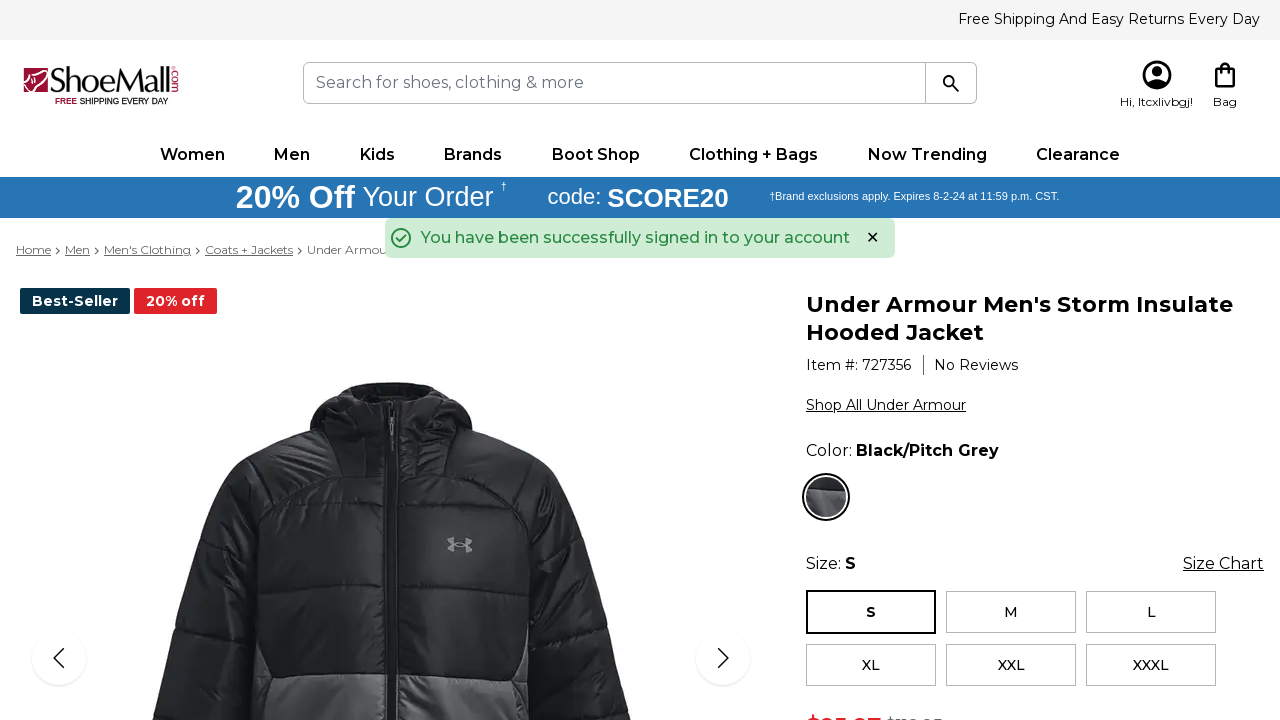 Free Shipping And Easy Returns Every Day
ShoeMall.com
FREE SHIPPING EVERY DAY
Search for shoes, clothing & more
Hi, ltcxlivbgj!
Bag
Women Men Kids Brands Boot Shop Clothing + Bags Now Trending Clearance
20% Off Your Order † code: SCORE20 †Brand exclusions apply. Expires 8-2-24 at 11:59 p.m. CST.
You have been successfully signed in to your account ✕
Home > Men > Men's Clothing > Coats + Jackets > Under Armou
Best-Seller 20% off
Under Armour Men's Storm Insulate
Hooded Jacket
Item #: 727356 | No Reviews
Shop All Under Armour
Color: Black/Pitch Grey
Size: S Size Chart
S M L
XL XXL XXXL